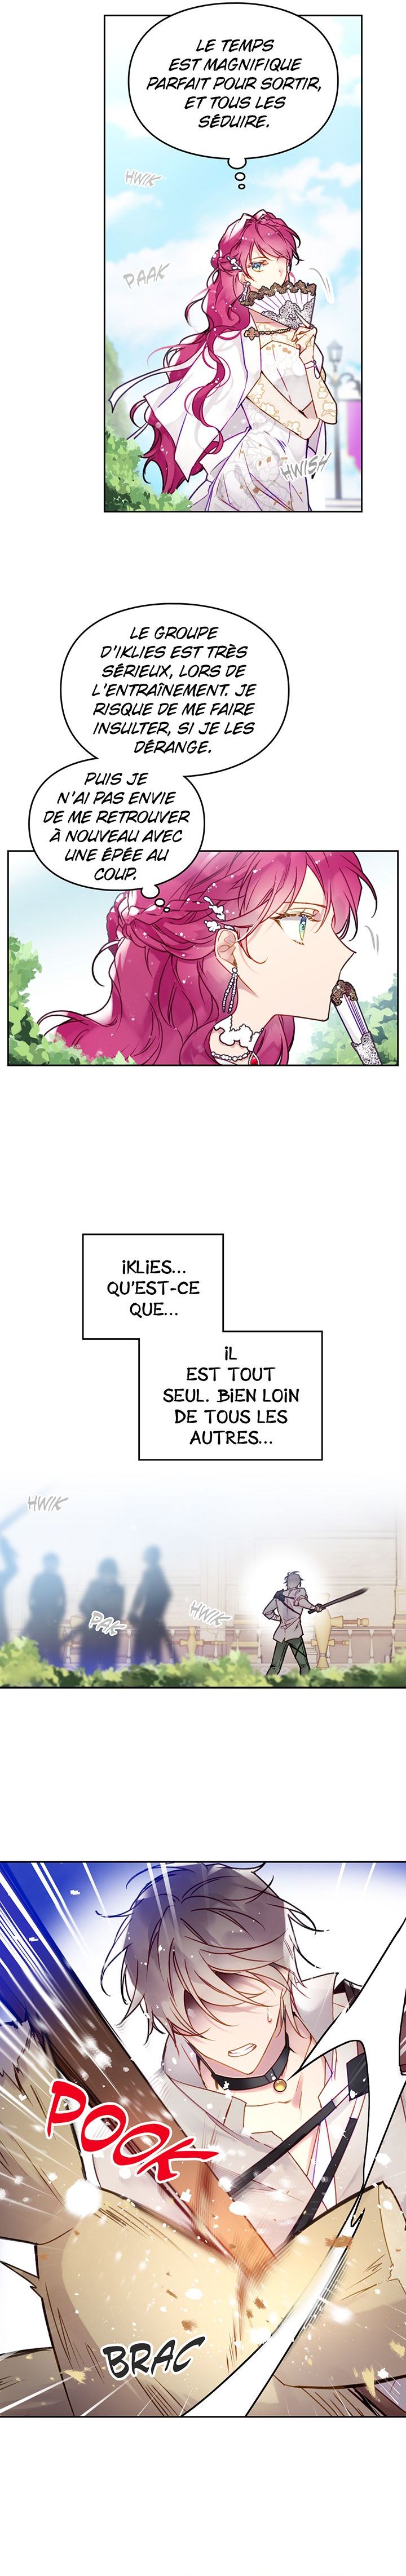 LE TEMPS
EST MAGNIFIQUE
PARFAIT POUR SORTIR,
ET TOUS LES
SÉDUIRE.
HWIK
PAAK
HWISH
LE GROUPE
D'IKLIES EST TRÈS
SÉRIEUX, LORS DE
L'ENTRAÎNEMENT. JE
RISQUE DE ME FAIRE
INSULTER, SI JE LES
DÉRANGE.
PUIS JE
N'AI PAS ENVIE
DE ME RETROUVER
À NOUVEAU AVEC
UNE ÉPÉE AU
COUP.
IKLIES...
QU'EST-CE
QUE...
IL
EST TOUT
SEUL. BIEN LOIN
DE TOUS LES
AUTRES...
HWIK
PAK
HWIK
POOK
BRAC